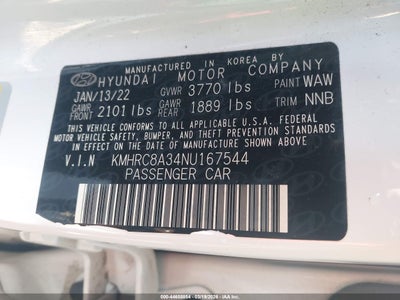 MANUFACTURED IN KOREA BY
HYUNDAI MOTOR COMPANY
JAN/13/22 GVWR 3770 lbs PAINT WAW
GAWR FRONT 2101 lbs GAWR REAR 1889 lbs TRIM NNB
THIS VEHICLE CONFORMS TO ALL APPLICABLE U.S. FEDERAL
MOTOR VEHICLE SAFETY, BUMPER, AND THEFT PREVENTION
STANDARDS IN EFFECT ON THE DATE OF MANUFACTURE SHOWN ABOVE.
V.I.N KMHRC8A34NU167544
PASSENGER CAR